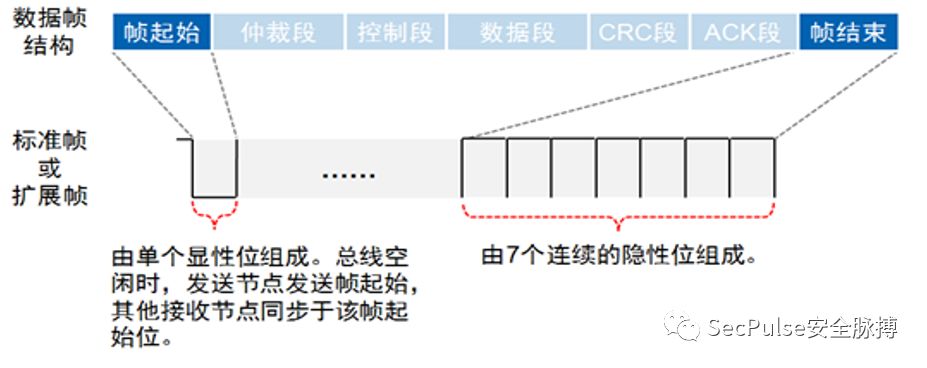 数据帧
结构
帧起始
仲裁段
控制段
数据段
CRC段
ACK段
帧结束
标准帧
或
扩展帧
......
由单个显性位组成。总线空
闲时，发送节点发送帧起始，
其他接收节点同步于该帧起
始位。
由7个连续的隐性位组成。
SecPulse安全脉搏